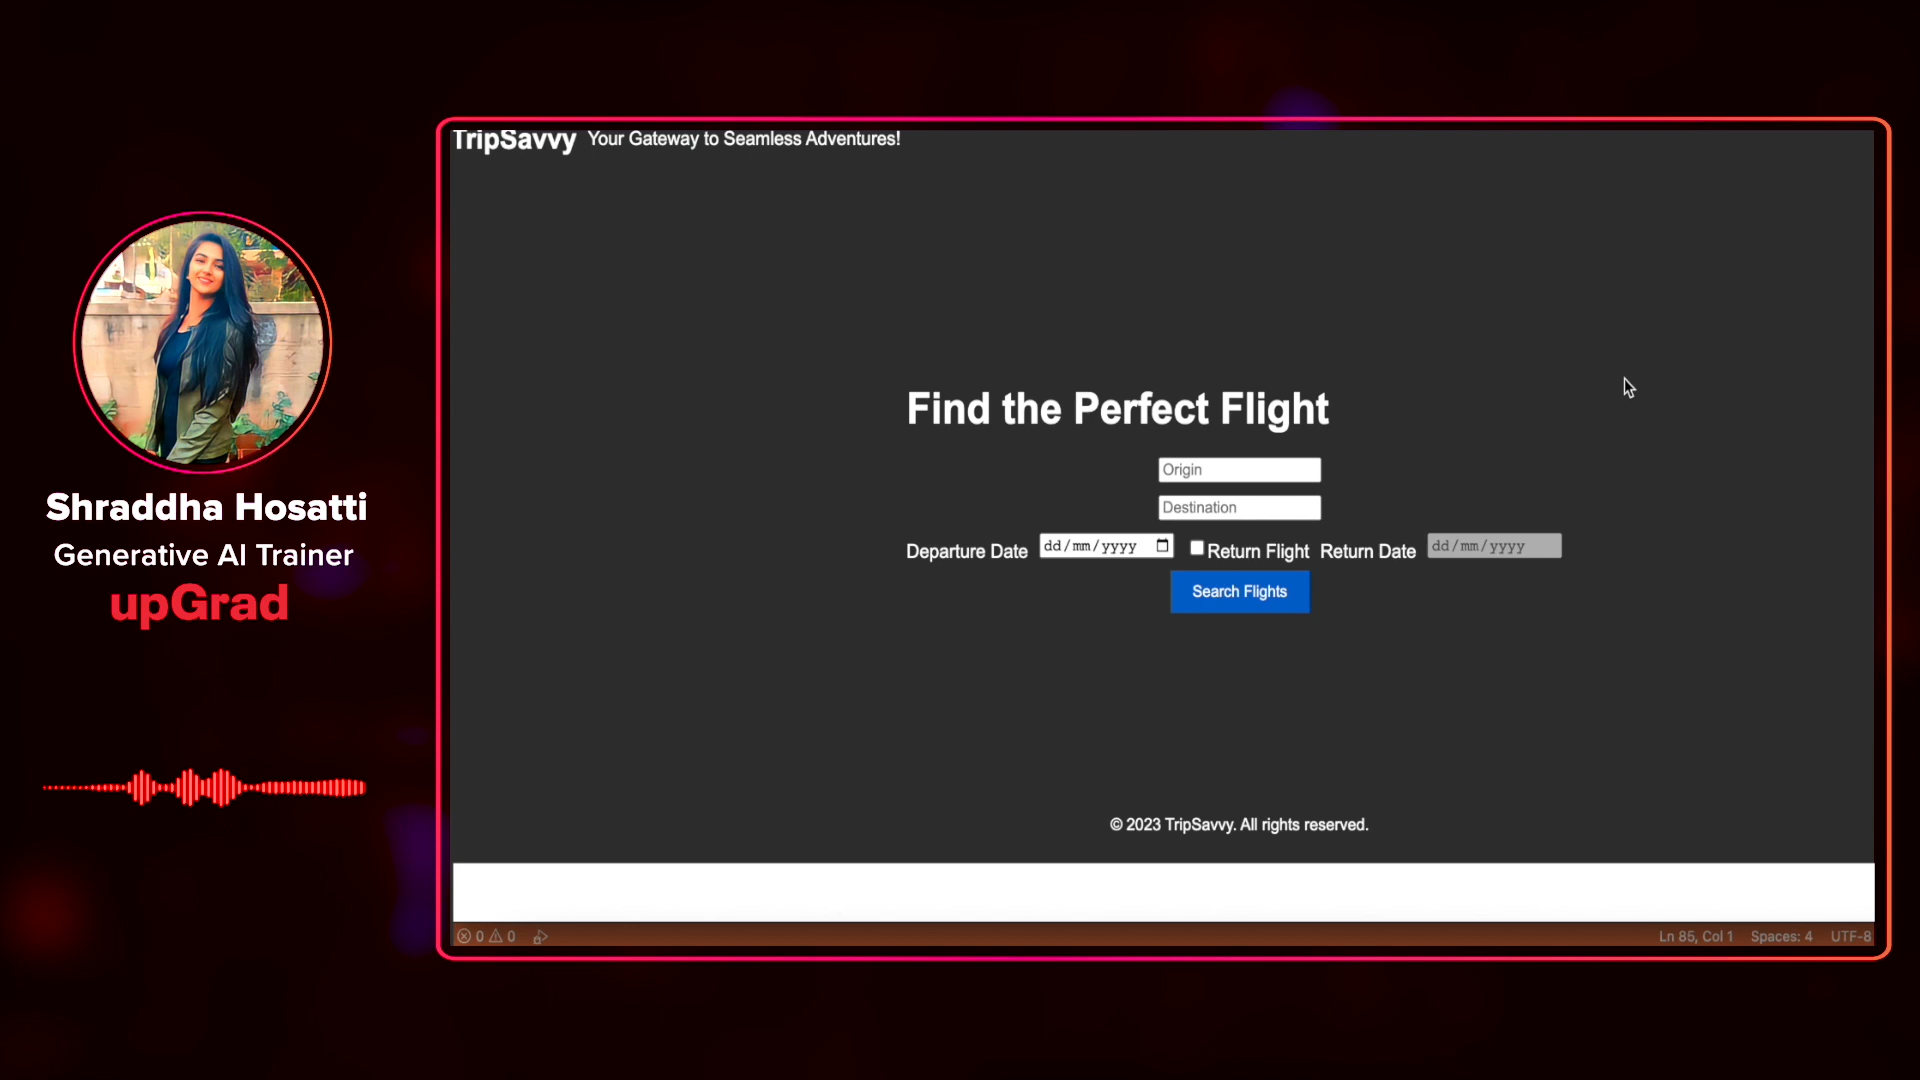 Shraddha Hosatti
Generative AI Trainer
upGrad
TripSavvy Your Gateway to Seamless Adventures!
Find the Perfect Flight
Origin
Destination
Departure Date dd/mm/yyyy Return Flight Return Date dd/mm/yyyy
Search Flights
© 2023 TripSavvy. All rights reserved.
0 0 Ln 85, Col 1 Spaces: 4 UTF-8